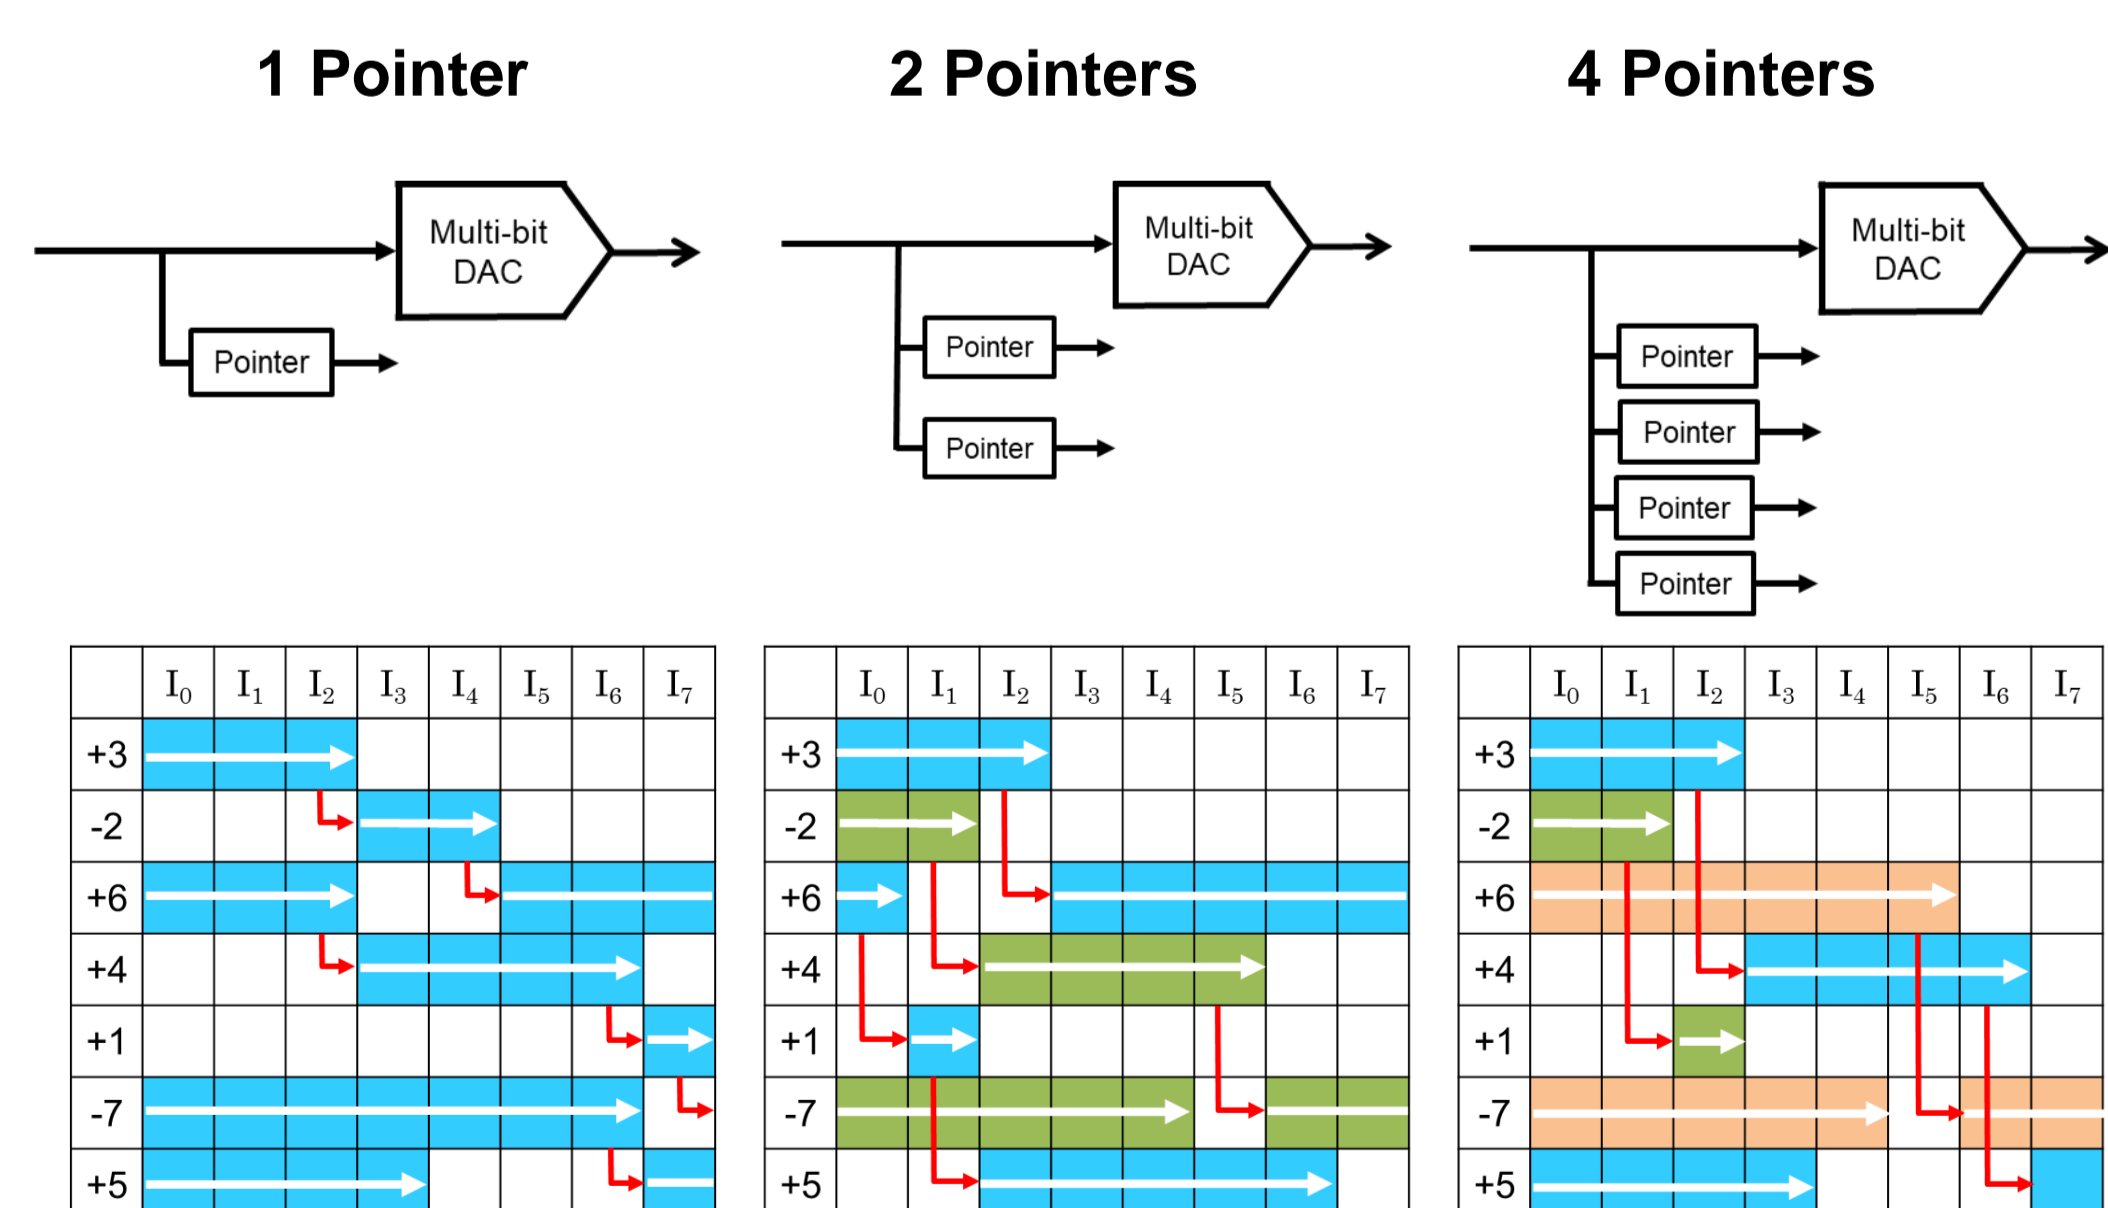 1 Pointer 2 Pointers 4 Pointers
Multi-bit
DAC
Pointer
Multi-bit
DAC
Pointer
Pointer
Multi-bit
DAC
Pointer
Pointer
Pointer
Pointer
I₀ I₁ I₂ I₃ I₄ I₅ I₆ I₇
+3
-2
+6
+4
+1
-7
+5
I₀ I₁ I₂ I₃ I₄ I₅ I₆ I₇
+3
-2
+6
+4
+1
-7
+5
I₀ I₁ I₂ I₃ I₄ I₅ I₆ I₇
+3
-2
+6
+4
+1
-7
+5